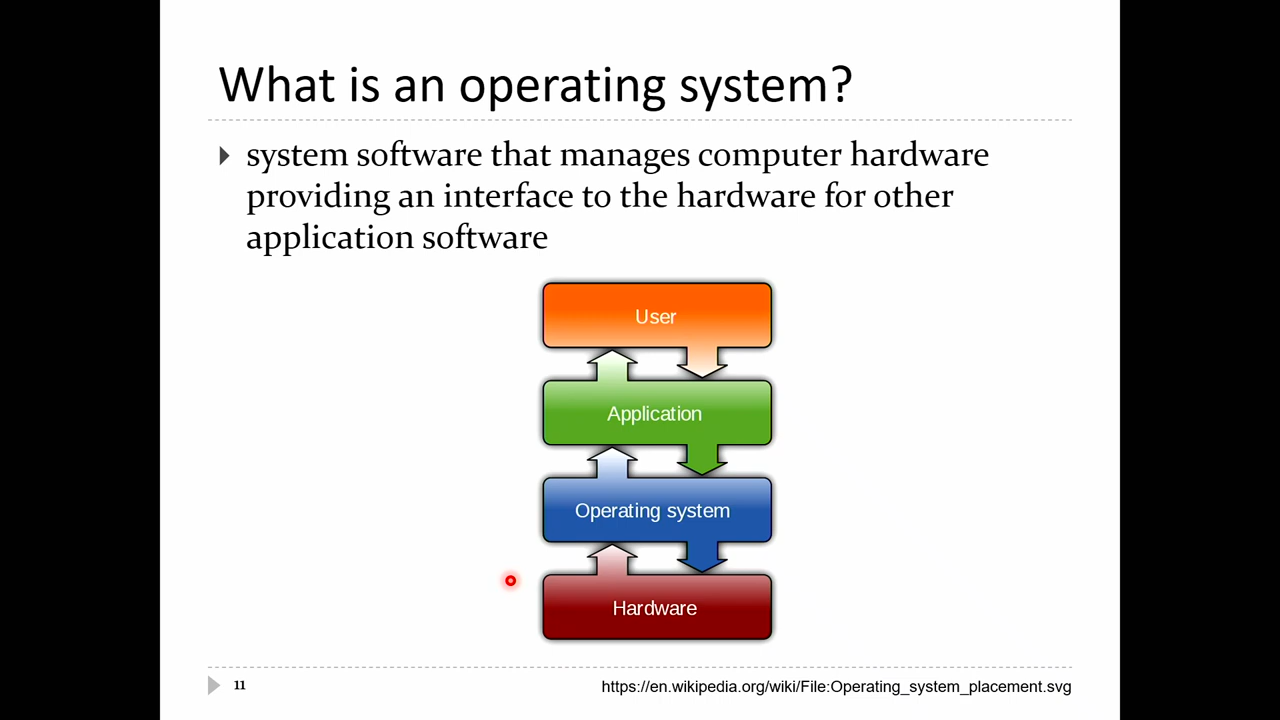 What is an operating system?
system software that manages computer hardware
providing an interface to the hardware for other
application software
User
Application
Operating system
Hardware
11
https://en.wikipedia.org/wiki/File:Operating_system_placement.svg